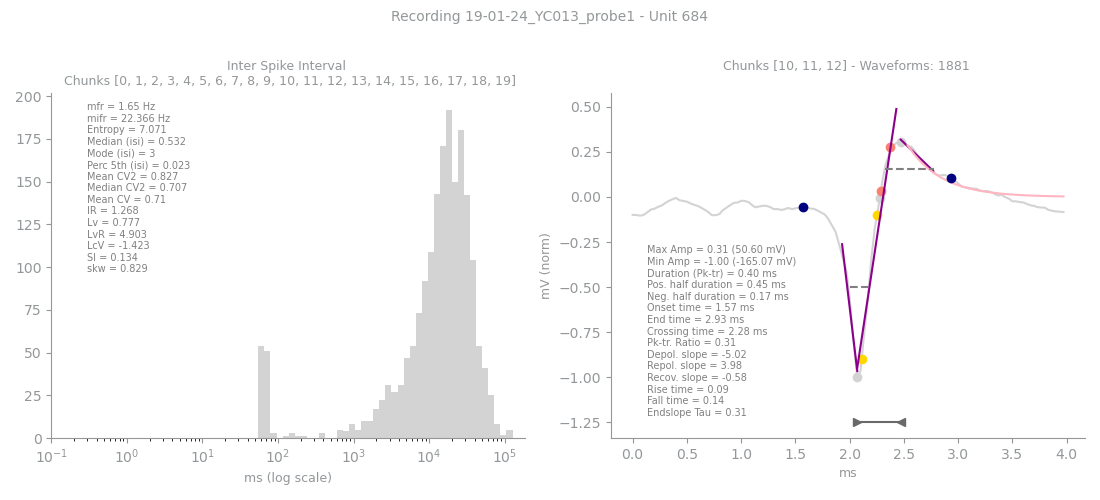 Recording 19-01-24_YC013_probe1 - Unit 684
Inter Spike Interval
Chunks [0, 1, 2, 3, 4, 5, 6, 7, 8, 9, 10, 11, 12, 13, 14, 15, 16, 17, 18, 19]
200
175
150
125
100
75
50
25
0
mfr = 1.65 Hz
mifr = 22.366 Hz
Entropy = 7.071
Median (isi) = 0.532
Mode (isi) = 3
Perc 5th (isi) = 0.023
Mean CV2 = 0.827
Median CV2 = 0.707
Mean CV = 0.71
IR = 1.268
Lv = 0.777
LvR = 4.903
LcV = -1.423
SI = 0.134
skw = 0.829
10⁻¹ 10⁰ 10¹ 10² 10³ 10⁴ 10⁵
ms (log scale)
Chunks [10, 11, 12] - Waveforms: 1881
mV (norm)
0.50
0.25
0.00
−0.25
−0.50
−0.75
−1.00
−1.25
Max Amp = 0.31 (50.60 mV)
Min Amp = -1.00 (-165.07 mV)
Duration (Pk-tr) = 0.40 ms
Pos. half duration = 0.45 ms
Neg. half duration = 0.17 ms
Onset time = 1.57 ms
End time = 2.93 ms
Crossing time = 2.28 ms
Pk-tr. Ratio = 0.31
Depol. slope = -5.02
Repol. slope = 3.98
Recov. slope = -0.58
Rise time = 0.09
Fall time = 0.14
Endslope Tau = 0.31
0.0 0.5 1.0 1.5 2.0 2.5 3.0 3.5 4.0
ms